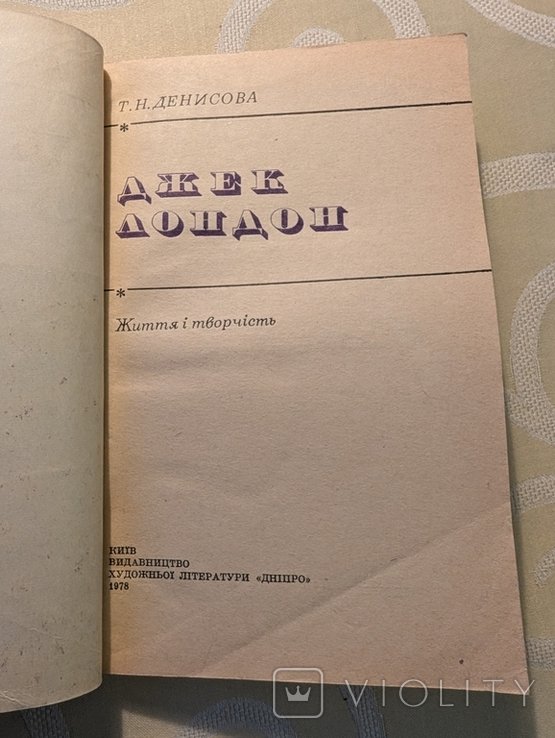 Т. Н. ДЕНИСОВА
*
ДЖЕК
ЛОНДОН
*
Життя і творчість
КИЇВ
ВИДАВНИЦТВО
ХУДОЖНЬОЇ ЛІТЕРАТУРИ «ДНІПРО»
1978
VIOLITY